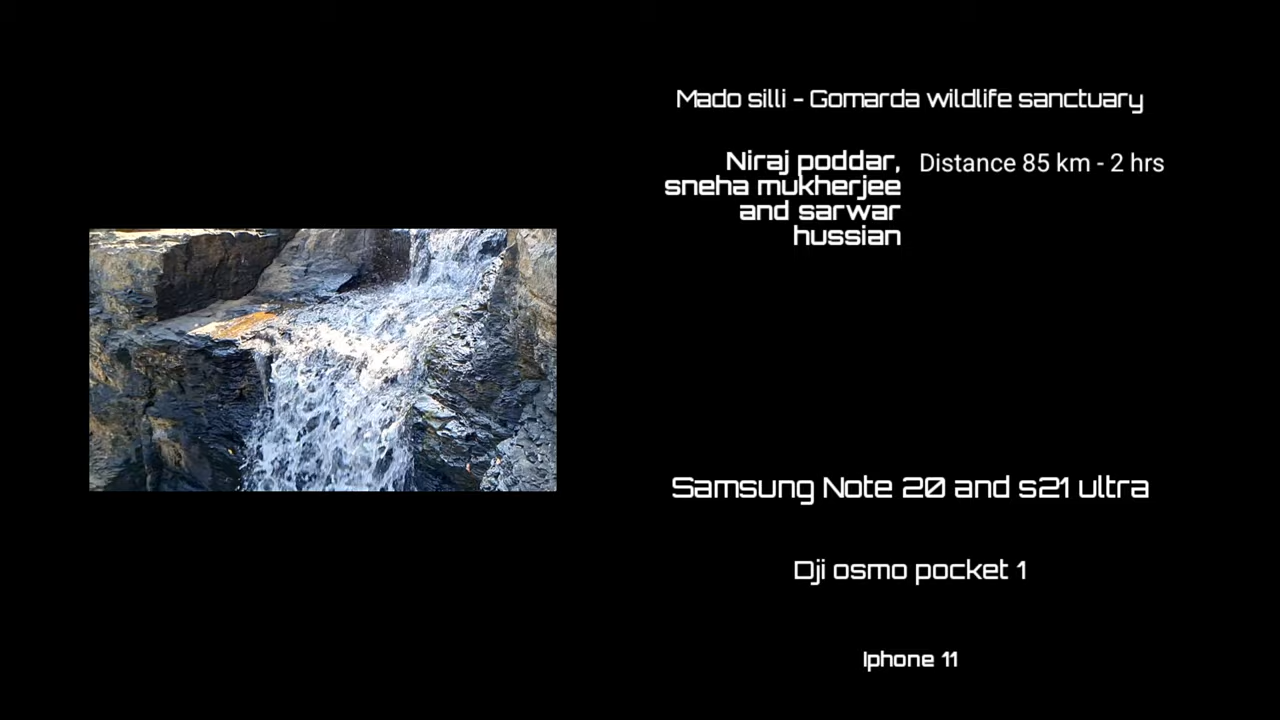 Mado silli - Gomarda wildlife sanctuary
Niraj poddar,
sneha mukherjee
and sarwar
hussian
Distance 85 km - 2 hrs
Samsung Note 20 and s21 ultra
Dji osmo pocket 1
Iphone 11